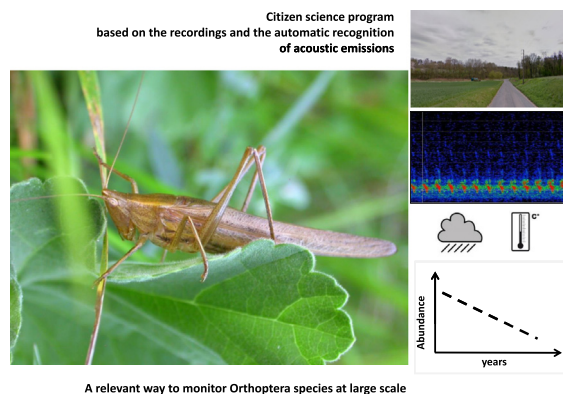 Citizen science program
based on the recordings and the automatic recognition
of acoustic emissions
C°
Abundance
years
A relevant way to monitor Orthoptera species at large scale